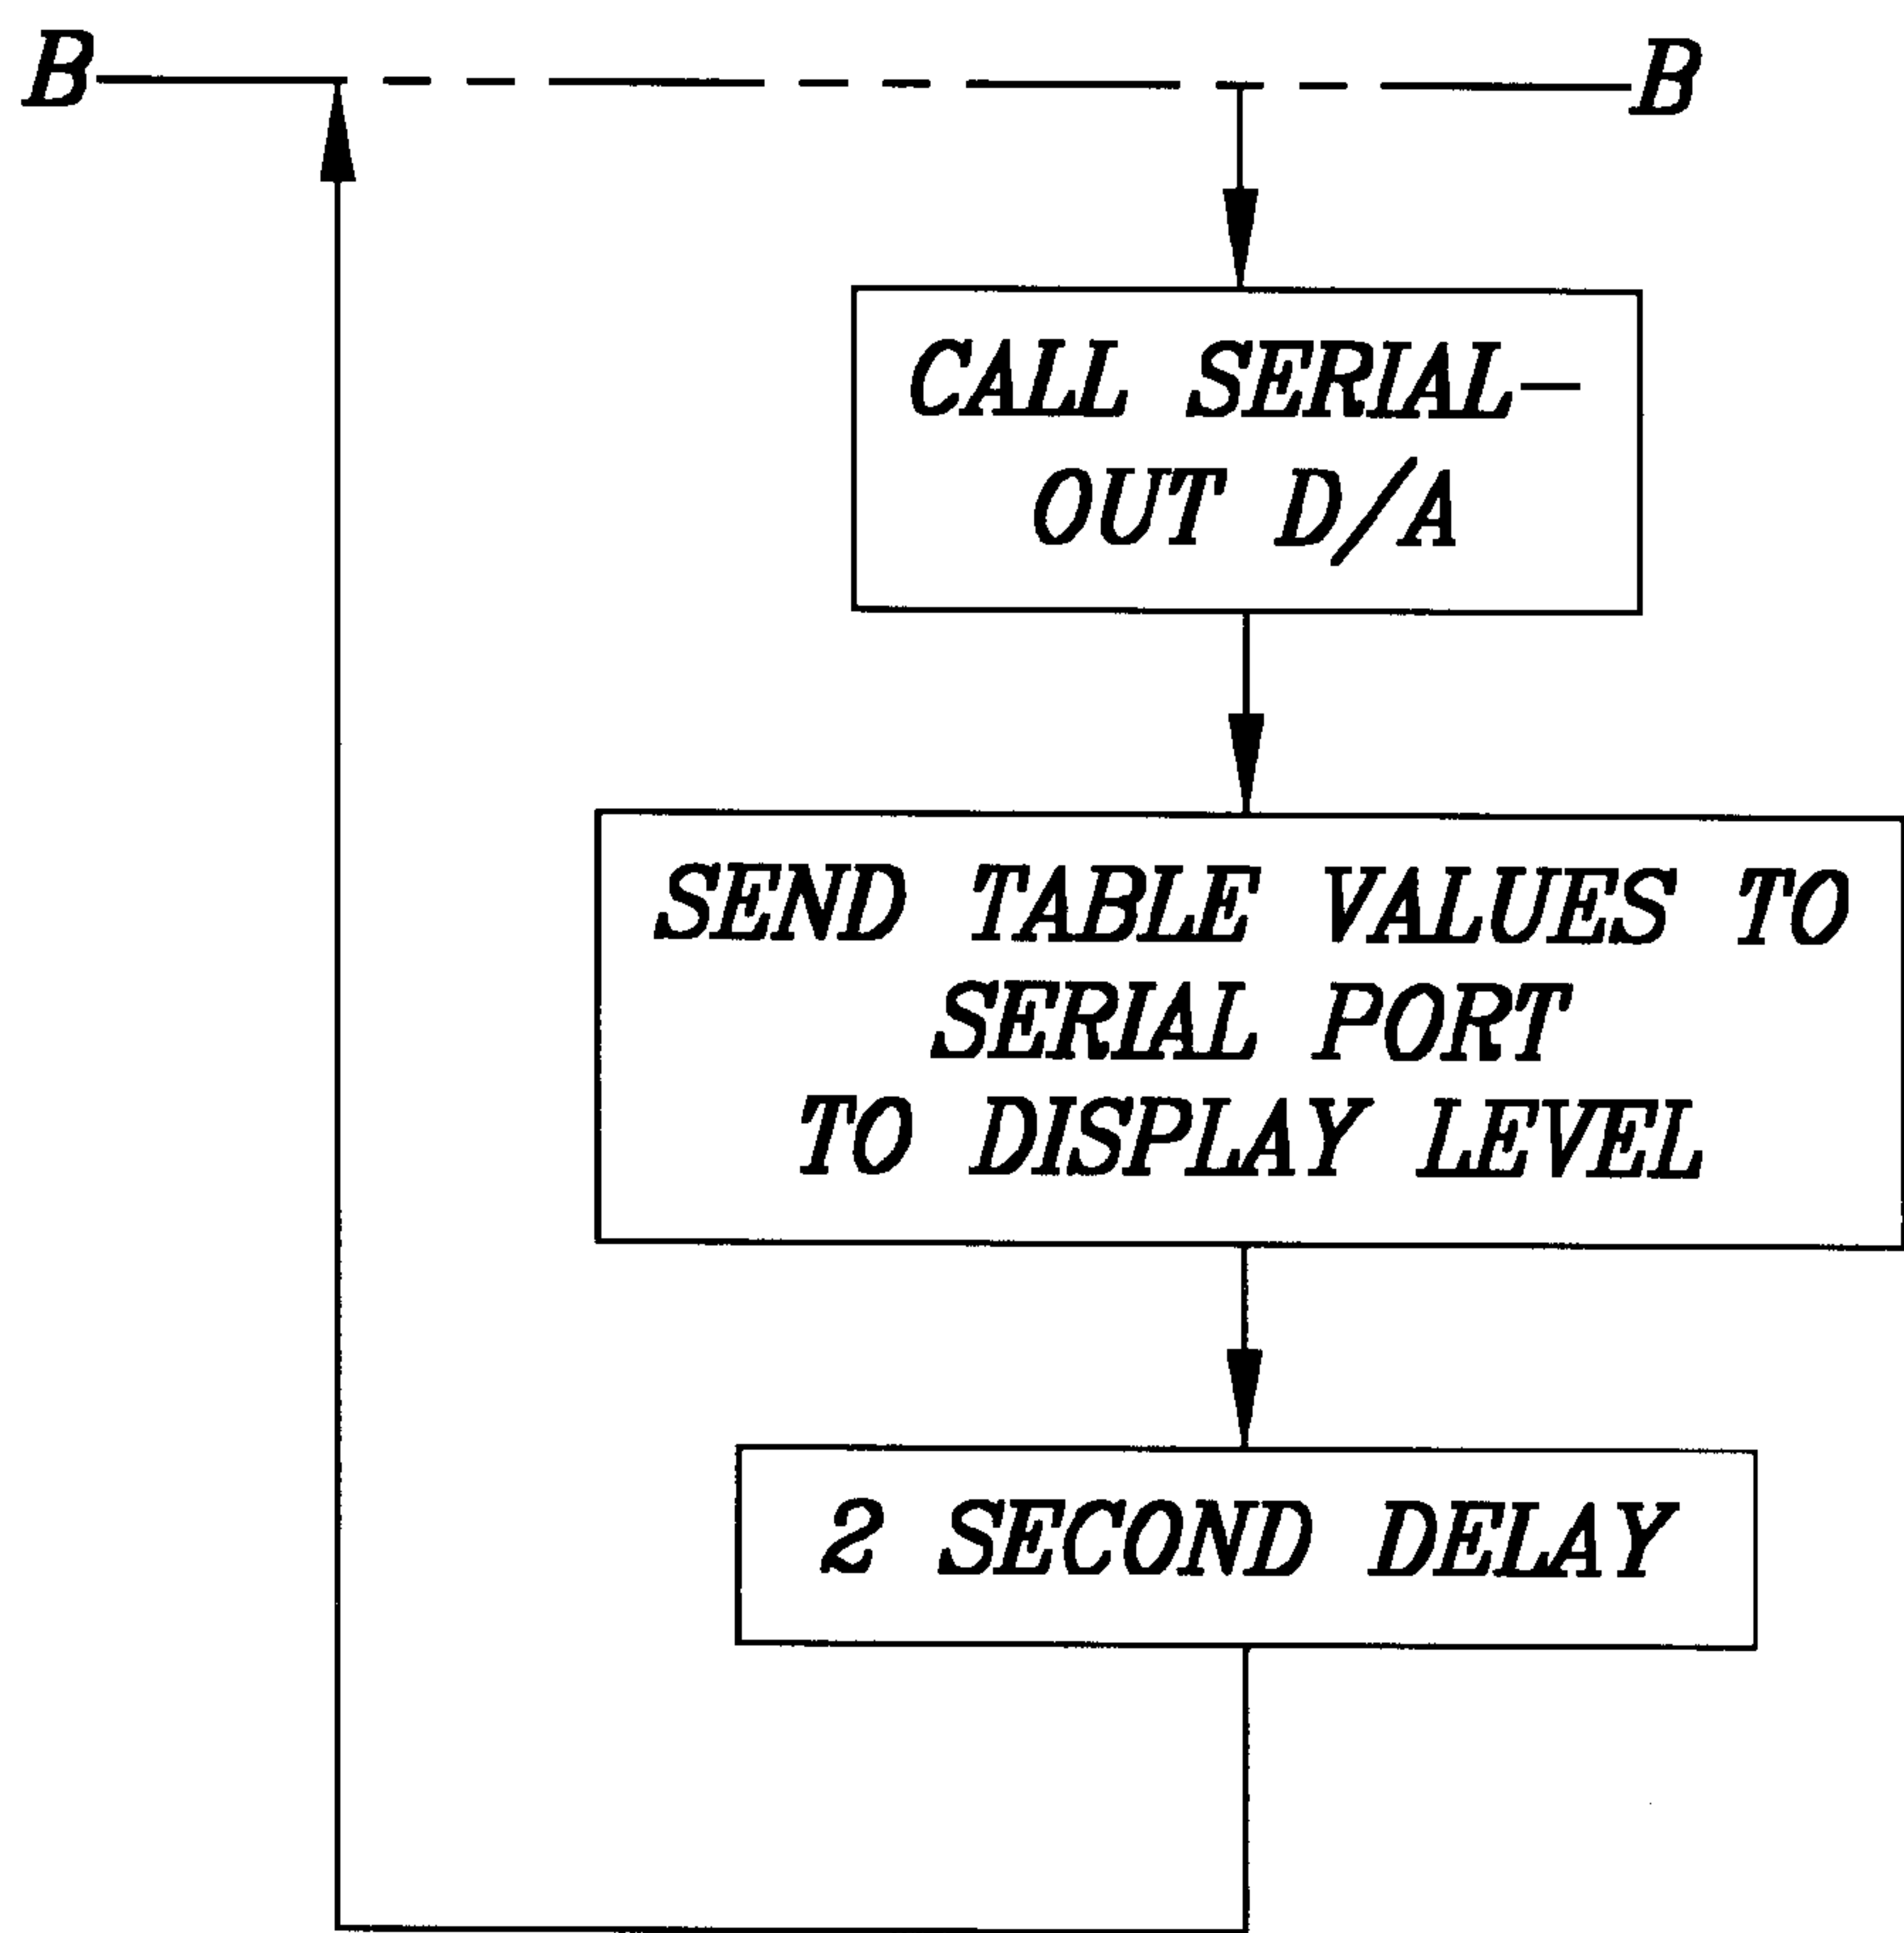 B B
CALL SERIAL-
OUT D/A
SEND TABLE VALUES TO
SERIAL PORT
TO DISPLAY LEVEL
2 SECOND DELAY